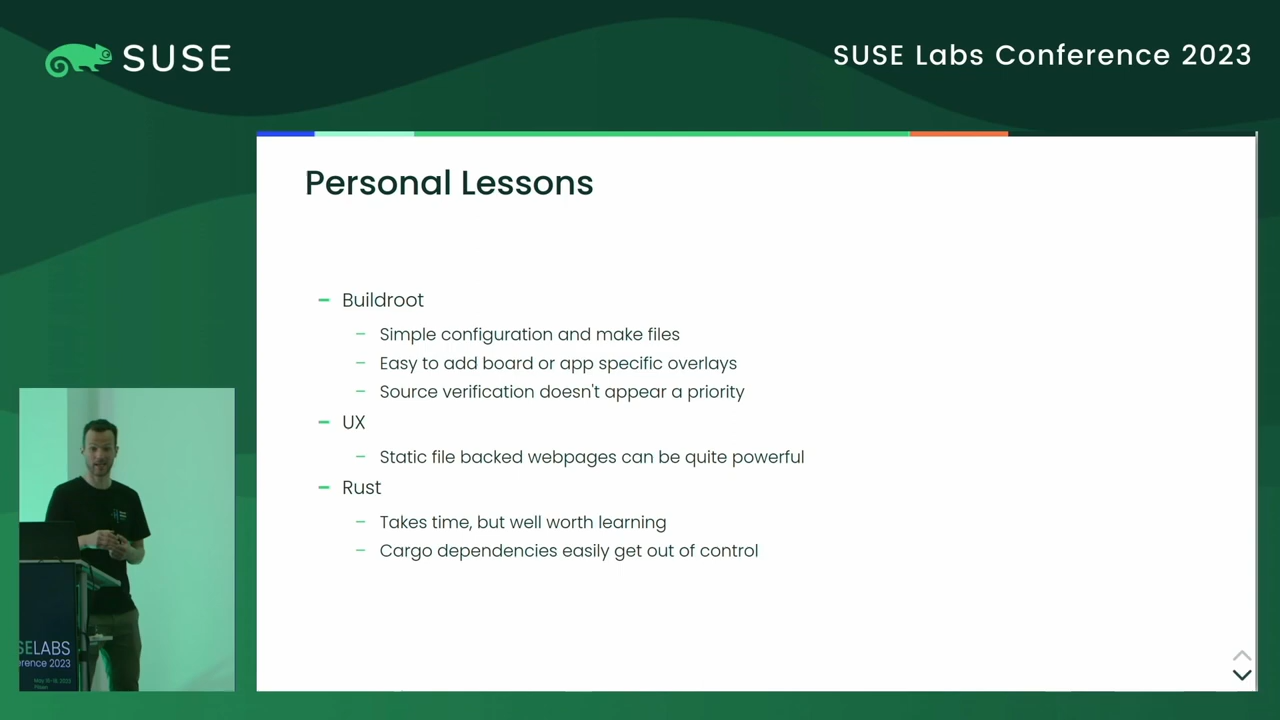 SUSE
SUSE Labs Conference 2023
Personal Lessons
Buildroot
Simple configuration and make files
Easy to add board or app specific overlays
Source verification doesn't appear a priority
UX
Static file backed webpages can be quite powerful
Rust
Takes time, but well worth learning
Cargo dependencies easily get out of control
SELABS
erence 2023